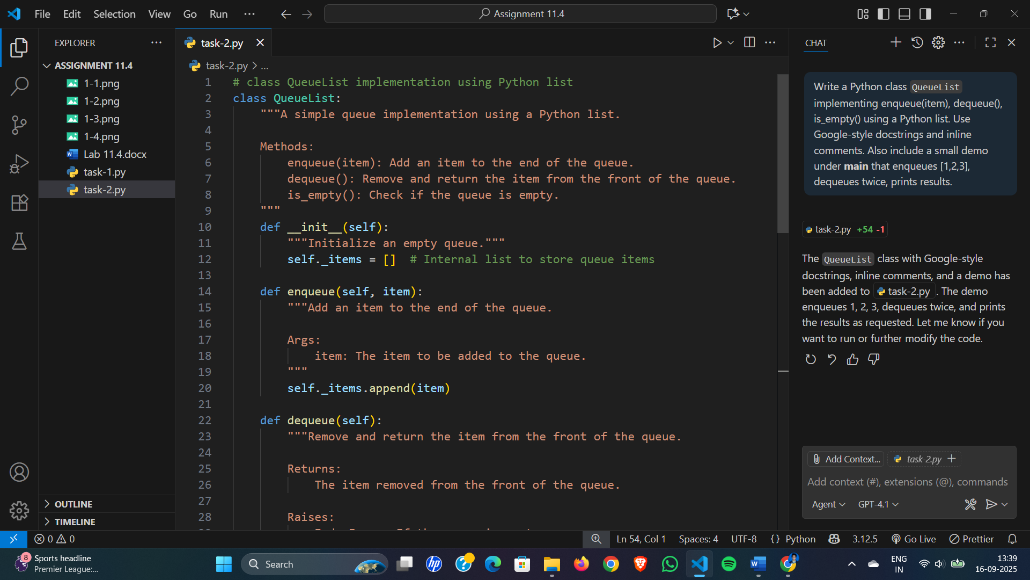 File Edit Selection View Go Run ··· Assignment 11.4
EXPLORER ···
ASSIGNMENT 11.4
1-1.png
1-2.png
1-3.png
1-4.png
Lab 11.4.docx
task-1.py
task-2.py
OUTLINE
TIMELINE
task-2.py
task-2.py > ...
1 # class QueueList implementation using Python list
2 class QueueList:
3 """A simple queue implementation using a Python list.
4
5 Methods:
6 enqueue(item): Add an item to the end of the queue.
7 dequeue(): Remove and return the item from the front of the queue.
8 is_empty(): Check if the queue is empty.
9 """
10 def __init__(self):
11 """Initialize an empty queue."""
12 self._items = [] # Internal list to store queue items
13
14 def enqueue(self, item):
15 """Add an item to the end of the queue.
16
17 Args:
18 item: The item to be added to the queue.
19 """
20 self._items.append(item)
21
22 def dequeue(self):
23 """Remove and return the item from the front of the queue.
24
25 Returns:
26 The item removed from the front of the queue.
27
28 Raises:
CHAT
Write a Python class QueueList
implementing enqueue(item), dequeue(),
is_empty() using a Python list. Use
Google-style docstrings and inline
comments. Also include a small demo
under main that enqueues [1,2,3],
dequeues twice, prints results.
task-2.py +54 -1
The QueueList class with Google-style
docstrings, inline comments, and a demo has
been added to task-2.py . The demo
enqueues 1, 2, 3, dequeues twice, and prints
the results as requested. Let me know if you
want to run or further modify the code.
Add Context... task 2.py +
Add context (#), extensions (@), commands
Agent GPT-4.1
0 0 Ln 54, Col 1 Spaces: 4 UTF-8 {} Python 3.12.5 Go Live Prettier
8 Sports headline
Premier League:...
Search
ENG
IN
13:39
16-09-2025